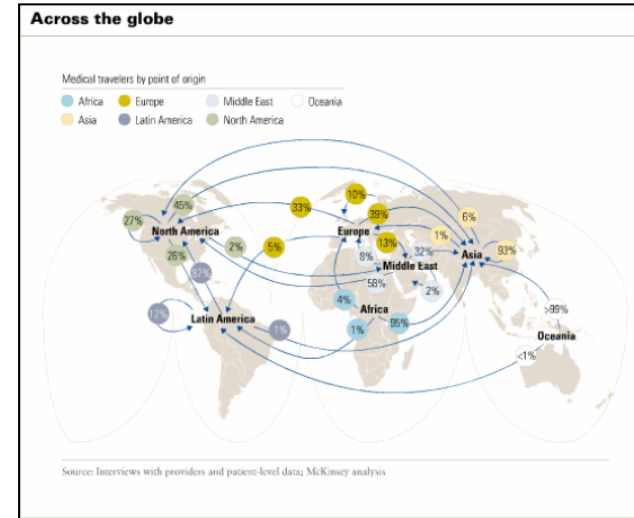 Across the globe
Medical travelers by point of origin
Africa Europe Middle East Oceania
Asia Latin America North America
10%
45% 33% 39% 6%
27% North America Europe 1% Asia 93%
26% 2% 5% 13% 32%
8% Middle East
87% 58% 2%
4% Africa >99%
12% Latin America 1% 1% 95% Oceania
<1%
Source: Interviews with providers and patient-level data; McKinsey analysis